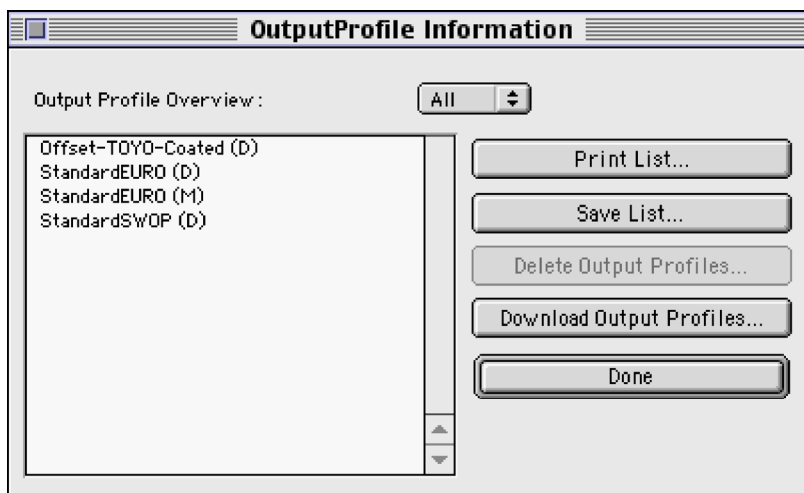 OutputProfile Information
Output Profile Overview:
All
Offset-TOYO-Coated (D)
StandardEURO (D)
StandardEURO (M)
StandardSWOP (D)
Print List...
Save List...
Delete Output Profiles...
Download Output Profiles...
Done